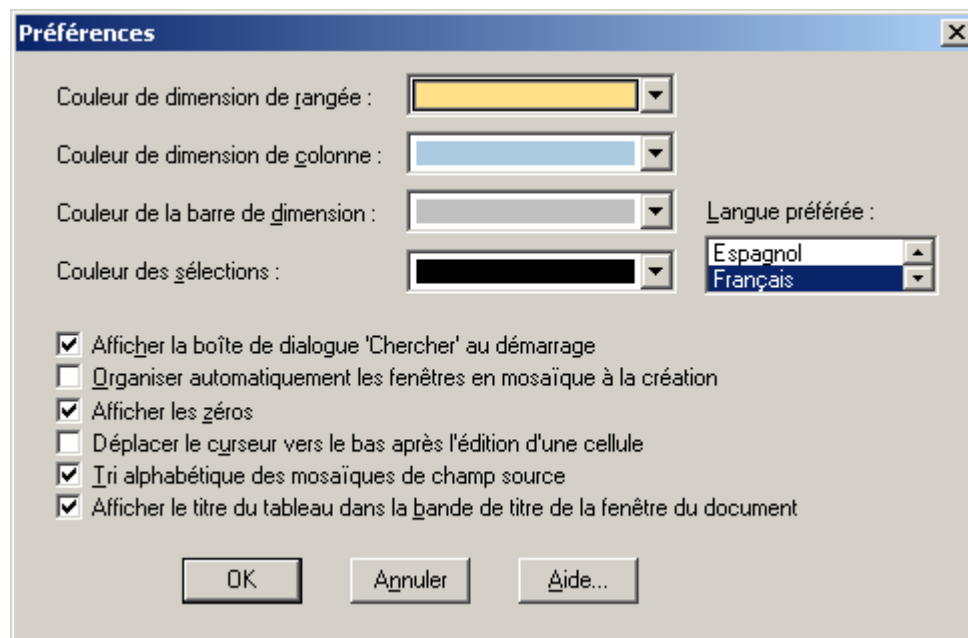 Préférences
Couleur de dimension de rangée :
Couleur de dimension de colonne :
Couleur de la barre de dimension :
Langue préférée :
Espagnol
Français
Couleur des sélections :
Afficher la boîte de dialogue 'Chercher' au démarrage
Organiser automatiquement les fenêtres en mosaïque à la création
Afficher les zéros
Déplacer le curseur vers le bas après l'édition d'une cellule
Tri alphabétique des mosaïques de champ source
Afficher le titre du tableau dans la bande de titre de la fenêtre du document
OK Annuler Aide...